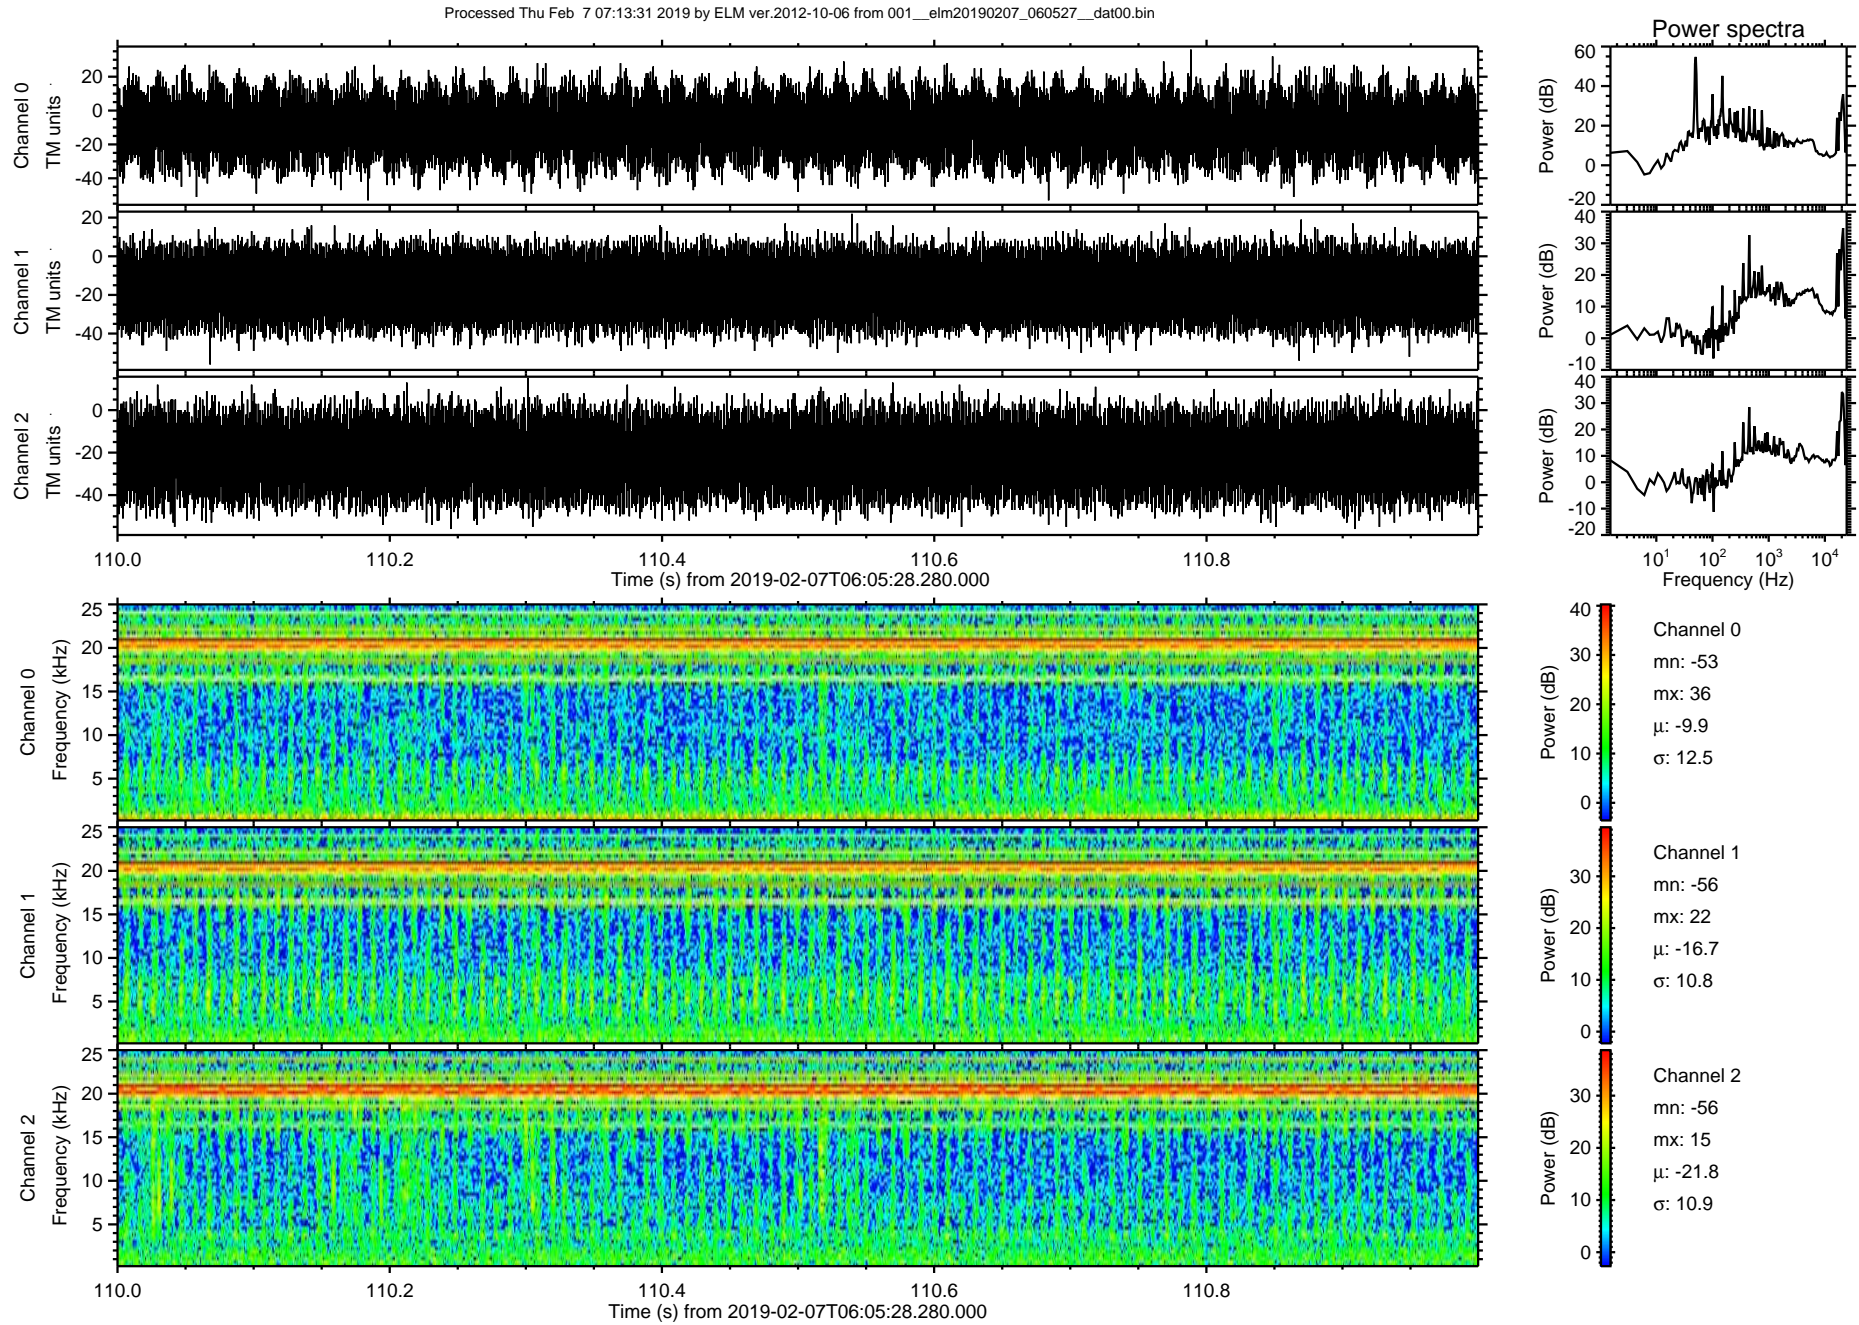 Processed Thu Feb  7 07:13:31 2019 by ELM ver.2012-10-06 from 001__elm20190207_060527__dat00.bin
Power spectra
Channel 0
TM units
20
0
-20
-40
Power (dB)
60
40
20
0
-20
Channel 1
TM units
20
0
-20
-40
Power (dB)
40
30
20
10
0
-10
Channel 2
TM units
0
-20
-40
Power (dB)
40
30
20
10
0
-10
-20
110.0 110.2 110.4 110.6 110.8
Time (s) from 2019-02-07T06:05:28.280.000
10^1 10^2 10^3 10^4
Frequency (Hz)
Channel 0
Frequency (kHz)
25
20
15
10
5
Power (dB)
40
30
20
10
0
Channel 0
mn: -53
mx: 36
µ: -9.9
σ: 12.5
Channel 1
Frequency (kHz)
25
20
15
10
5
Power (dB)
30
20
10
0
Channel 1
mn: -56
mx: 22
µ: -16.7
σ: 10.8
Channel 2
Frequency (kHz)
25
20
15
10
5
Power (dB)
30
20
10
0
Channel 2
mn: -56
mx: 15
µ: -21.8
σ: 10.9
110.0 110.2 110.4 110.6 110.8
Time (s) from 2019-02-07T06:05:28.280.000